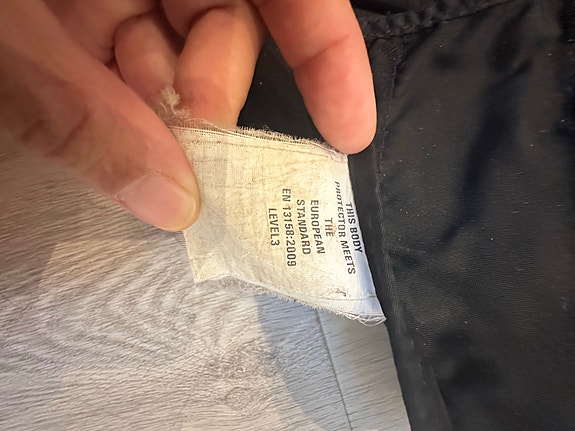 THIS BODY
PROTECTOR MEETS
THE
EUROPEAN
STANDARD
EN 13158:2009
LEVEL3